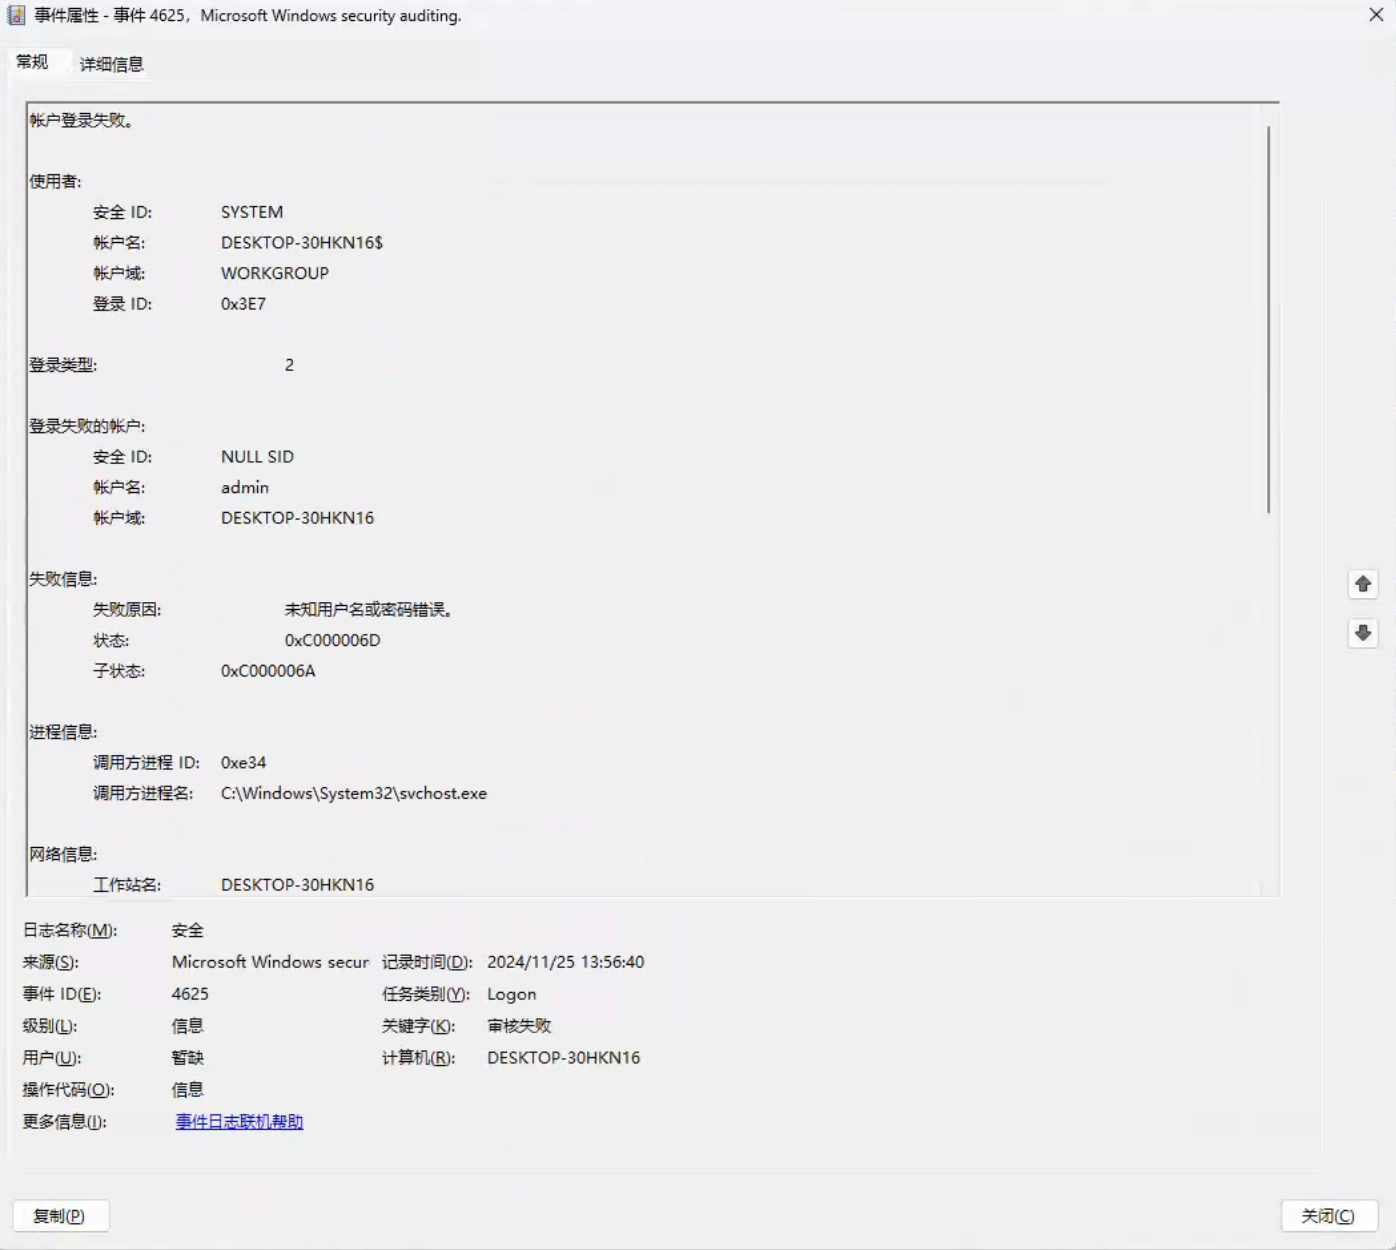 事件属性 - 事件 4625，Microsoft Windows security auditing.
常规 详细信息
帐户登录失败。
使用者:
安全 ID: SYSTEM
帐户名: DESKTOP-30HKN16$
帐户域: WORKGROUP
登录 ID: 0x3E7
登录类型: 2
登录失败的帐户:
安全 ID: NULL SID
帐户名: admin
帐户域: DESKTOP-30HKN16
失败信息:
失败原因: 未知用户名或密码错误。
状态: 0xC000006D
子状态: 0xC000006A
进程信息:
调用方进程 ID: 0xe34
调用方进程名: C:\Windows\System32\svchost.exe
网络信息:
工作站名: DESKTOP-30HKN16
日志名称(M): 安全
来源(S): Microsoft Windows secur 记录时间(D): 2024/11/25 13:56:40
事件 ID(E): 4625 任务类别(Y): Logon
级别(L): 信息 关键字(K): 审核失败
用户(U): 暂缺 计算机(R): DESKTOP-30HKN16
操作代码(O): 信息
更多信息(I): 事件日志联机帮助
复制(P) 关闭(C)